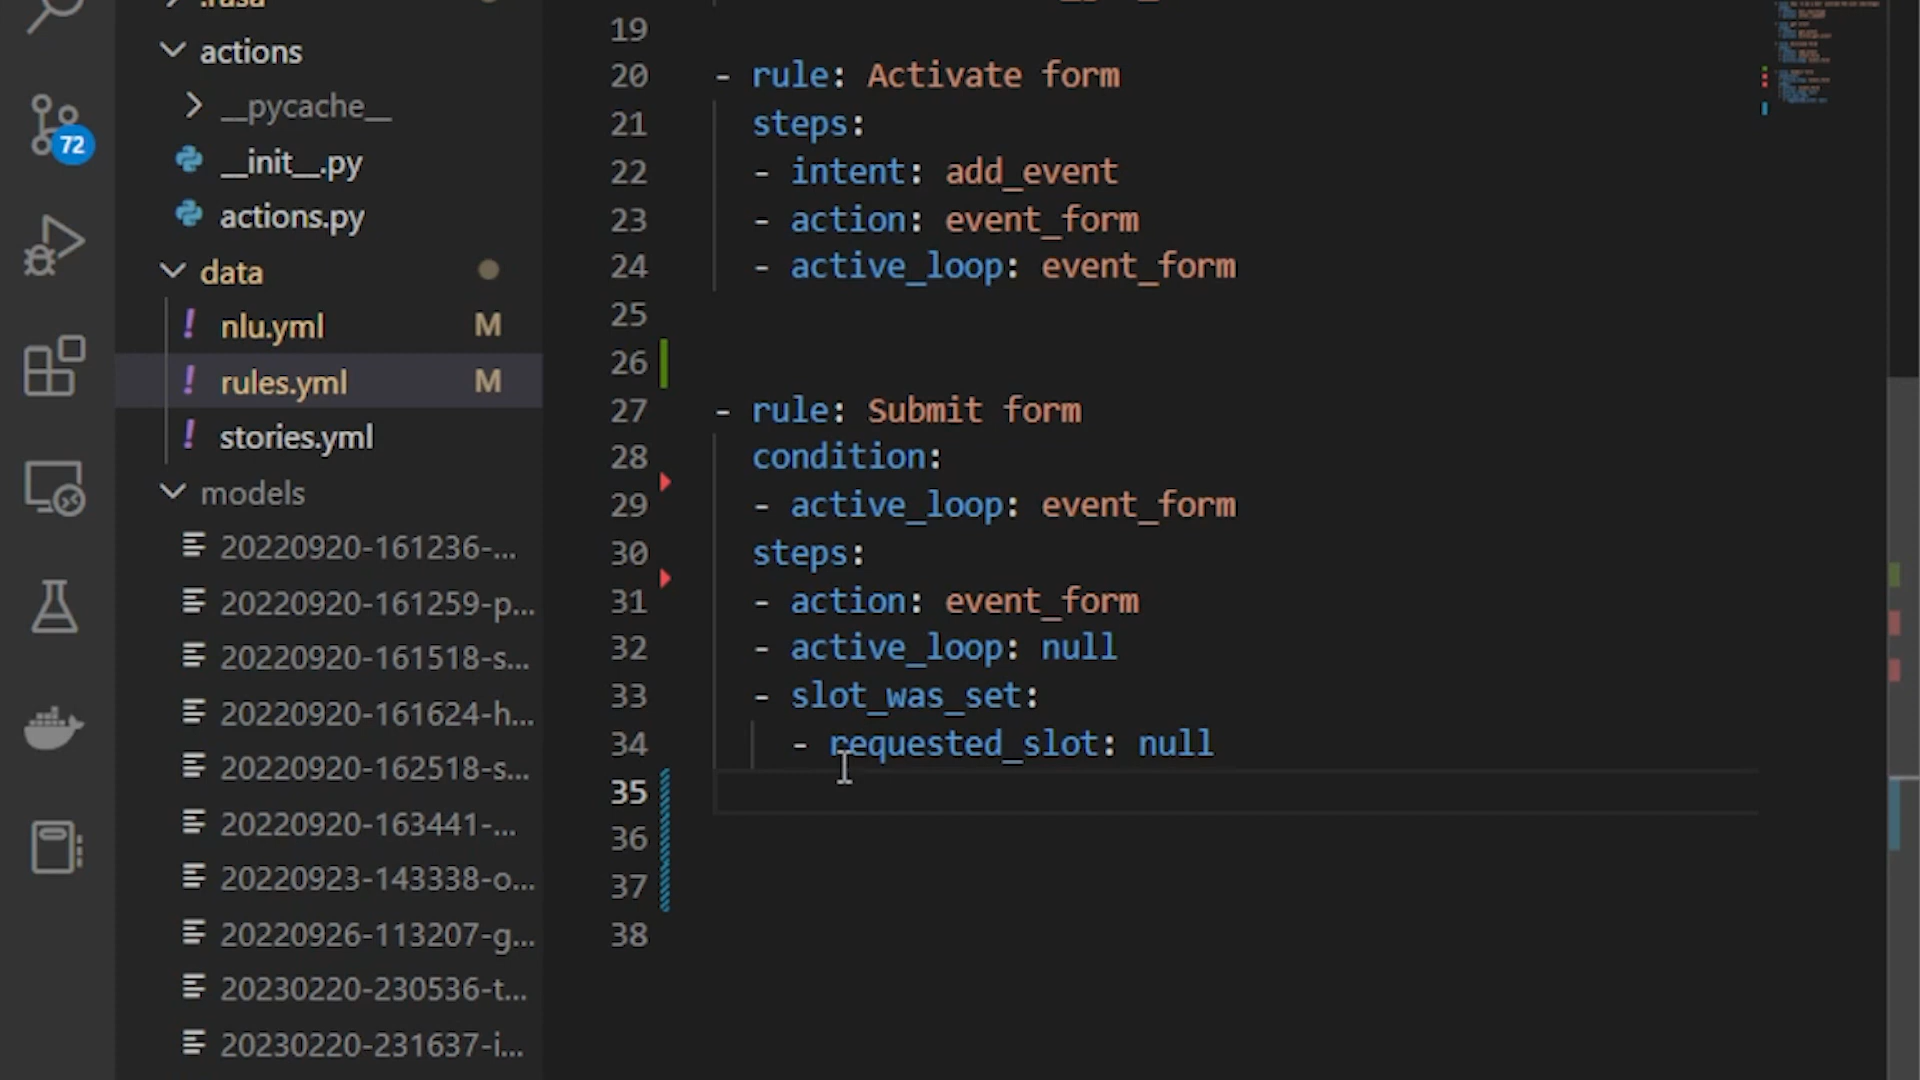 .rasa
actions
__pycache__
__init__.py
actions.py
data
nlu.yml M
rules.yml M
stories.yml
models
20220920-161236-...
20220920-161259-p...
20220920-161518-s...
20220920-161624-h...
20220920-162518-s...
20220920-163441-...
20220923-143338-o...
20220926-113207-g...
20230220-230536-t...
20230220-231637-i...
72
19
20 - rule: Activate form
21 steps:
22 - intent: add_event
23 - action: event_form
24 - active_loop: event_form
25
26
27 - rule: Submit form
28 condition:
29 - active_loop: event_form
30 steps:
31 - action: event_form
32 - active_loop: null
33 - slot_was_set:
34 - requested_slot: null
35
36
37
38